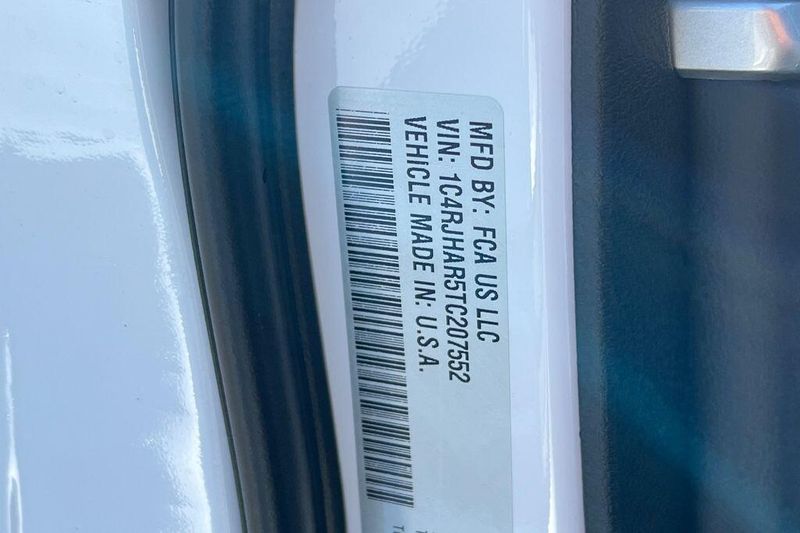 MFD BY: FCA US LLC
VIN: 1C4RJHAR5TC207552
VEHICLE MADE IN: U.S.A.